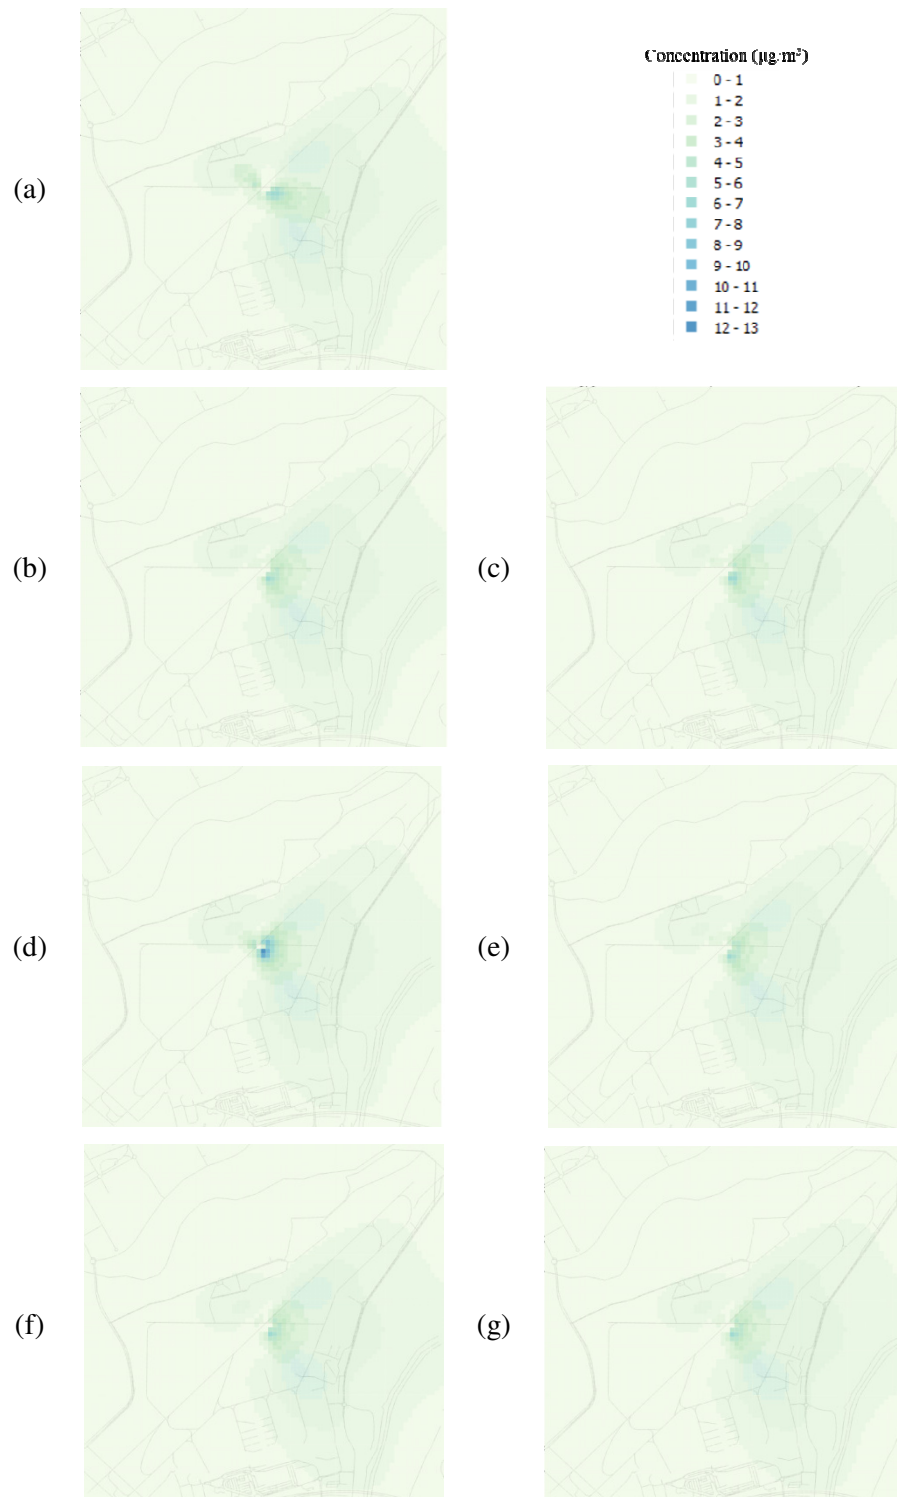 (a)
Concentration (µg/m³)
0 - 1
1 - 2
2 - 3
3 - 4
4 - 5
5 - 6
6 - 7
7 - 8
8 - 9
9 - 10
10 - 11
11 - 12
12 - 13
(b)
(c)
(d)
(e)
(f)
(g)